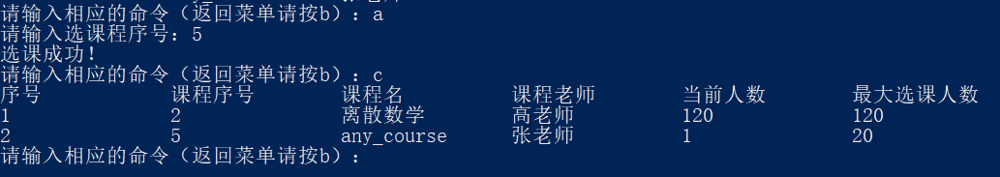 请输入相应的命令（返回菜单请按b）：a
请输入选课程序号：5
选课成功！
请输入相应的命令（返回菜单请按b）：c
序号 课程序号 课程名 课程老师 当前人数 最大选课人数
1 2 离散数学 高老师 120 120
2 5 any_course 张老师 1 20
请输入相应的命令（返回菜单请按b）：